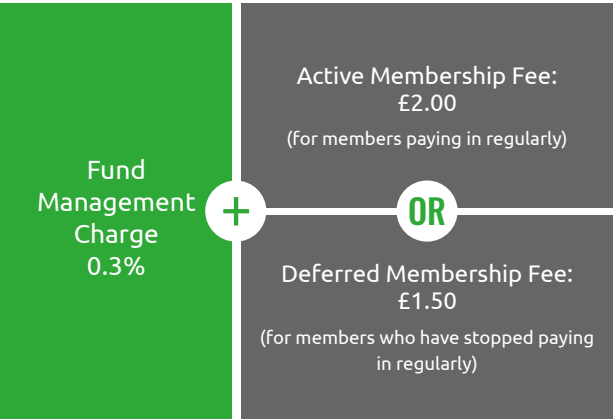 Fund
Management
Charge
0.3%
+
Active Membership Fee:
£2.00
(for members paying in regularly)
OR
Deferred Membership Fee:
£1.50
(for members who have stopped paying
in regularly)